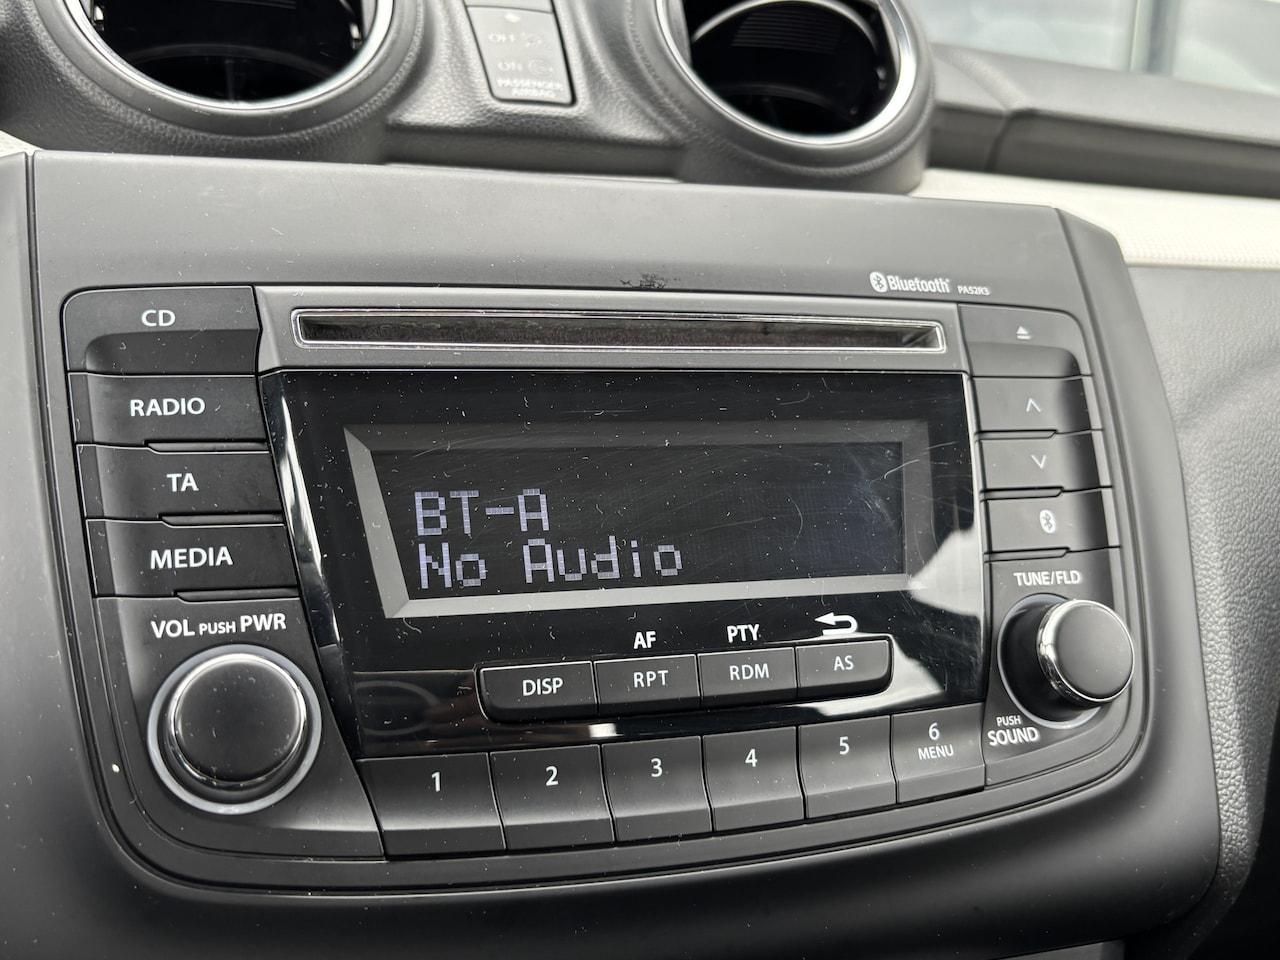 OFF
ON
PASSENGER
AIRBAG
Bluetooth PA52R3
CD
RADIO
TA
MEDIA
VOL PUSH PWR
BT-A
No Audio
AF PTY
DISP RPT RDM AS
1 2 3 4 5 6
MENU
TUNE/FLD
PUSH
SOUND